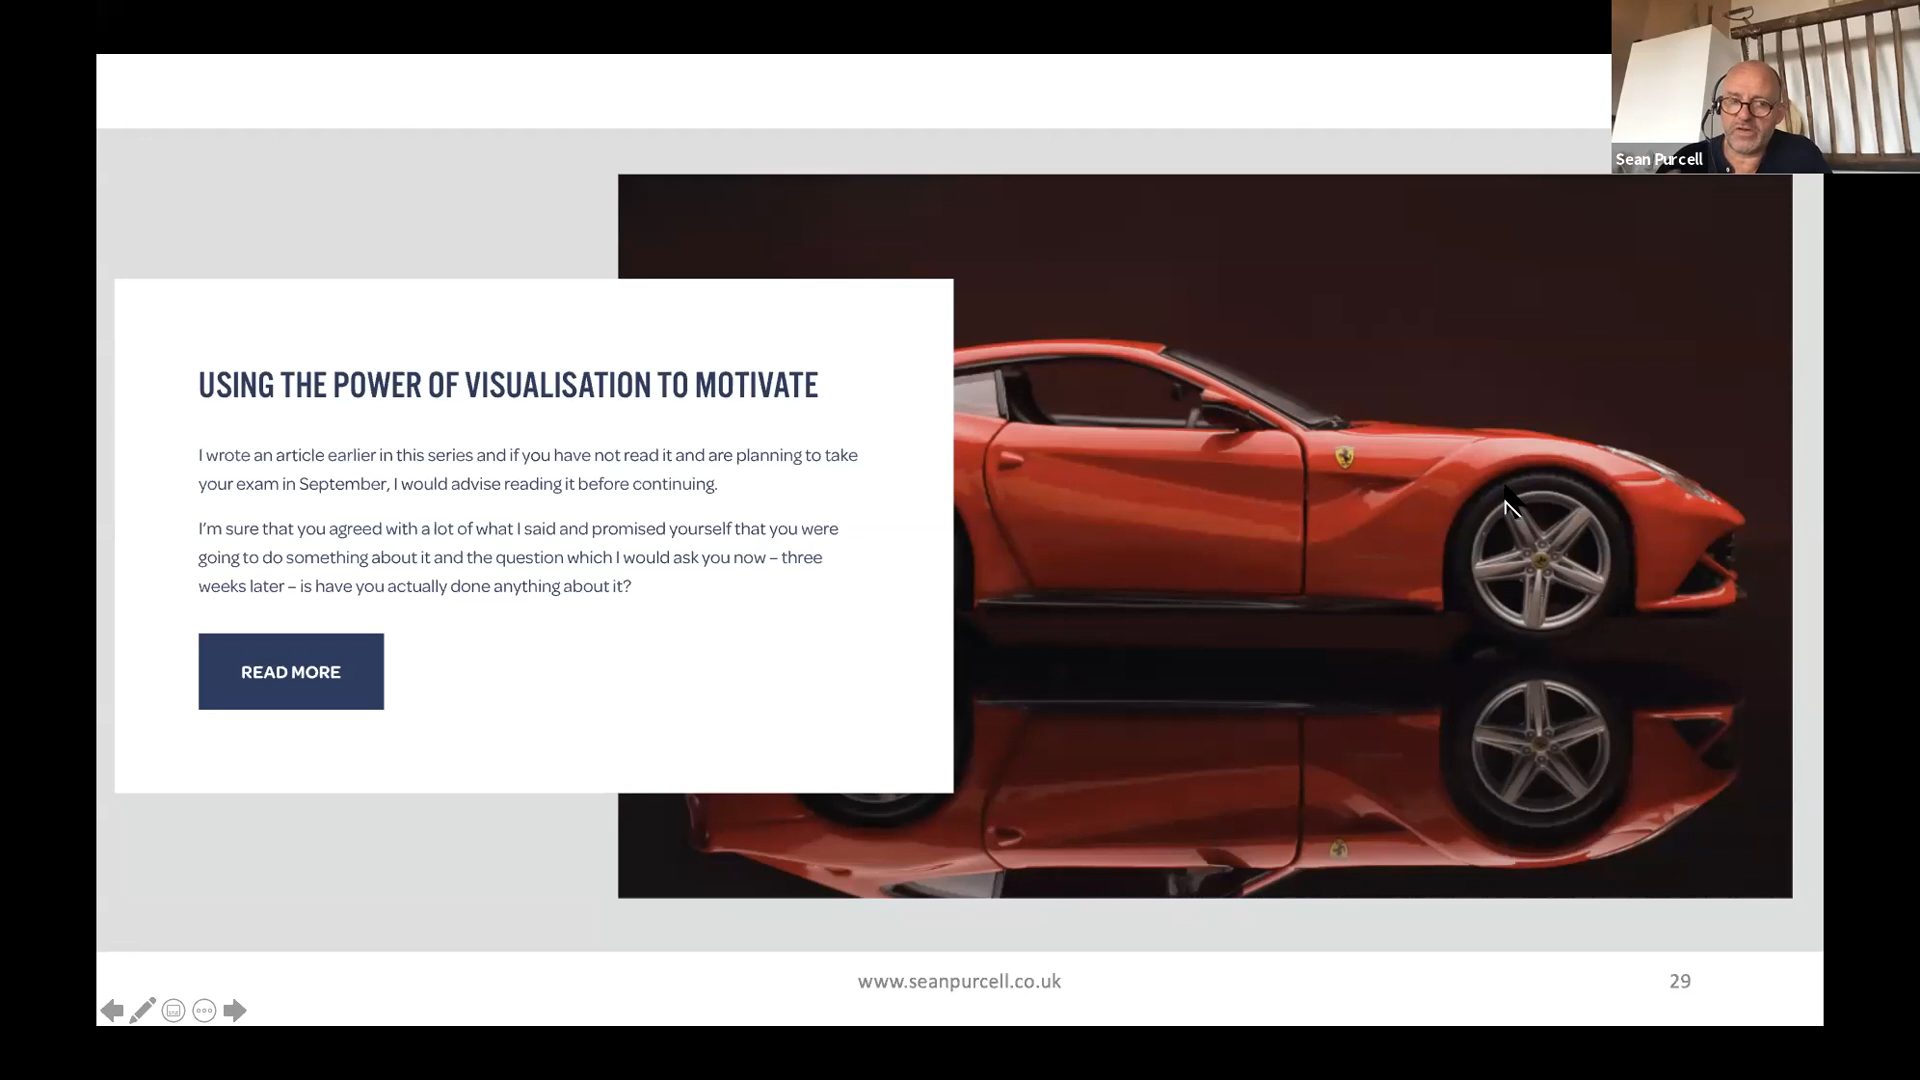 Sean Purcell
USING THE POWER OF VISUALISATION TO MOTIVATE
I wrote an article earlier in this series and if you have not read it and are planning to take
your exam in September, I would advise reading it before continuing.
I’m sure that you agreed with a lot of what I said and promised yourself that you were
going to do something about it and the question which I would ask you now – three
weeks later – is have you actually done anything about it?
READ MORE
www.seanpurcell.co.uk
29